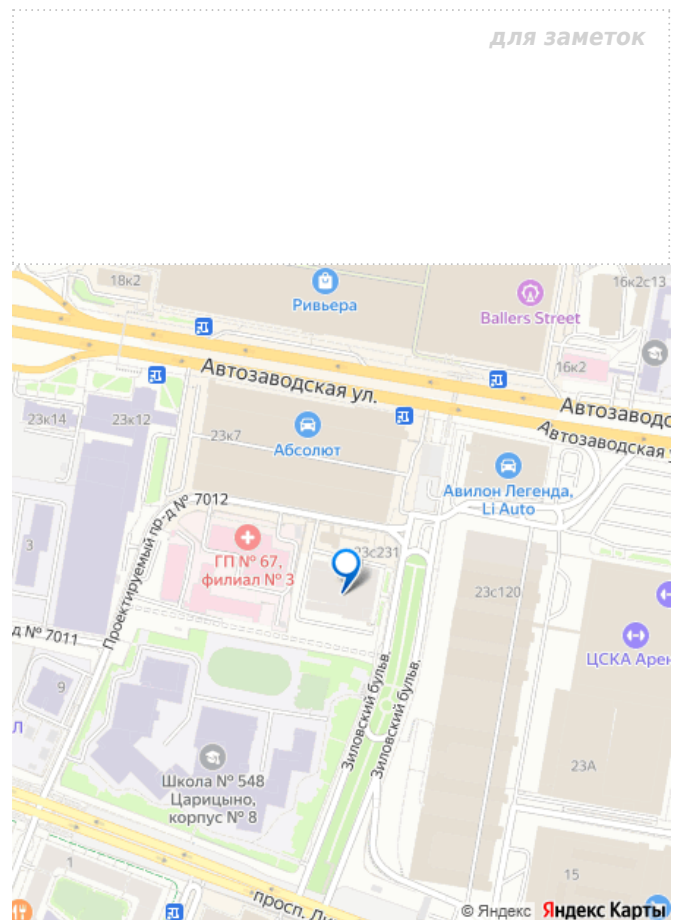 для заметок
18к2
16к2с13
Ривьера
Ballers Street
16к2
Автозаводская ул.
Автозаводс
Автозаводская у
23к14
23к12
23к7
Абсолют
Авилон Легенда,
Li Auto
Проектируемый пр-д № 7012
3
23с231
ГП № 67,
филиал № 3
23с120
д № 7011
ЦСКА Арен
9
Л
Зиловский бульв.
Зиловский бульв.
23А
Школа № 548
Царицыно,
корпус № 8
1
15
просп. Ли
© Яндекс Яндекс Карты